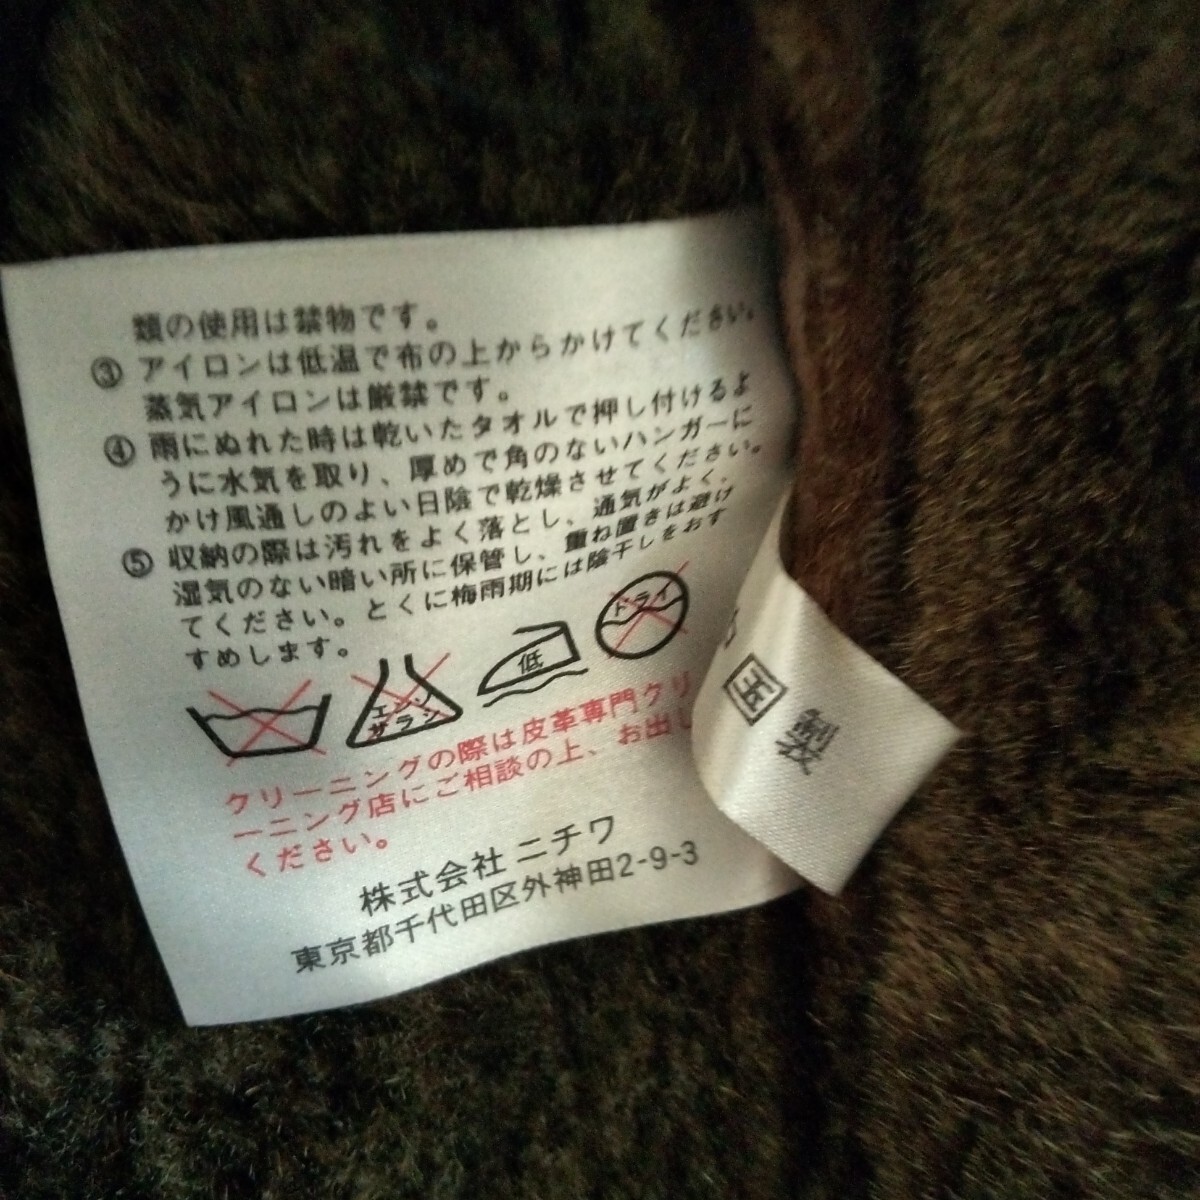 類の使用は禁物です。
③ アイロンは低温で布の上からかけてください。
蒸気アイロンは厳禁です。
④ 雨にぬれた時は乾いたタオルで押し付けるよ
うに水気を取り、厚めで角のないハンガーに
かけ風通しのよい日陰で乾燥させてください。
⑤ 収納の際は汚れをよく落とし、通気がよく、
湿気のない暗い所に保管し、重ね置きは避け
てください。とくに梅雨期には陰干しをおす
すめします。
エンソ
サラシ
低
ドライ
クリーニングの際は皮革専門クリ
ーニング店にご相談の上、お出し
ください。
株式会社 ニチワ
東京都千代田区外神田2-9-3